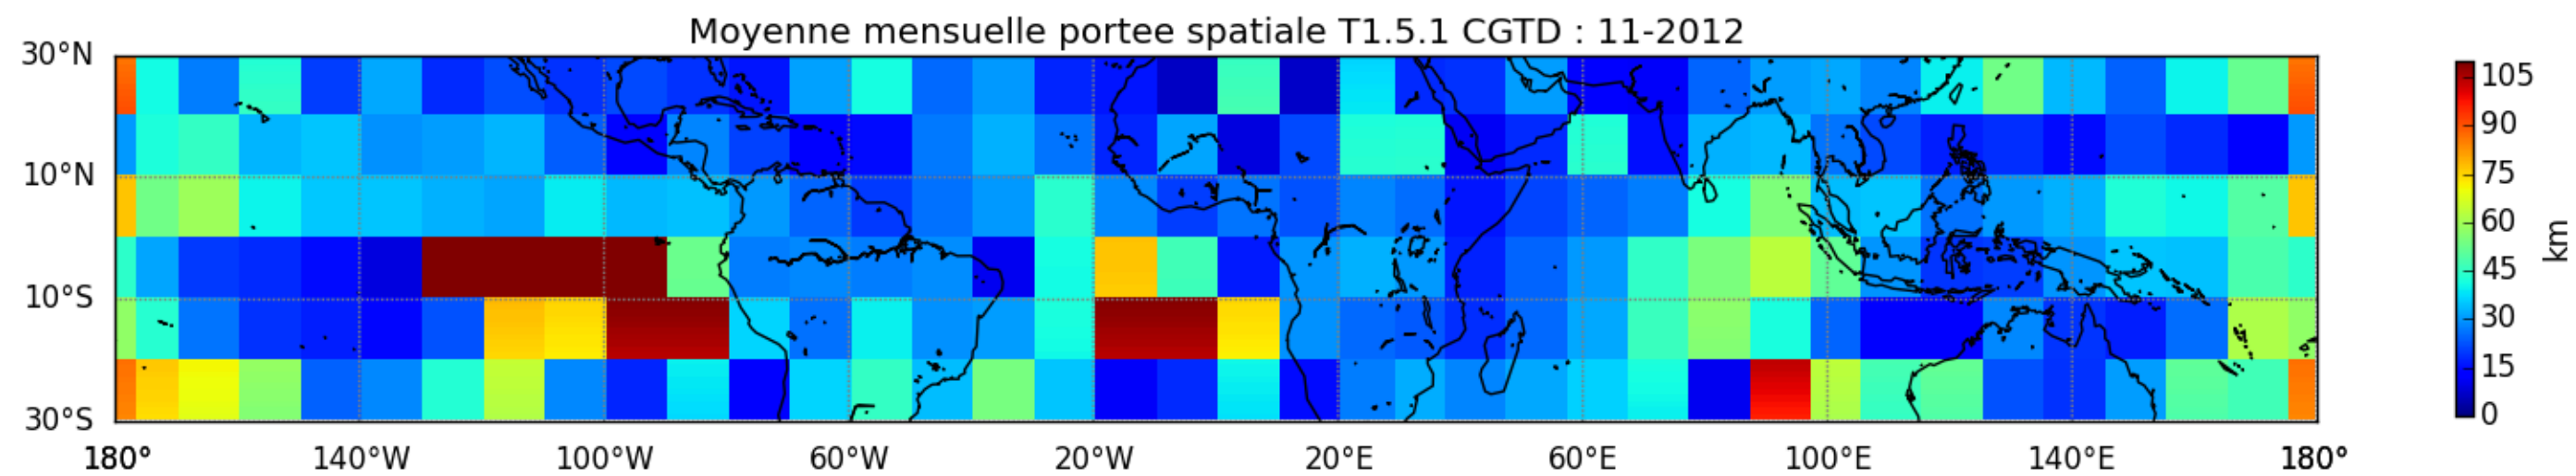 Moyenne mensuelle portee spatiale T1.5.1 CGTD : 11-2012
30°N
10°N
10°S
30°S
180° 140°W 100°W 60°W 20°W 20°E 60°E 100°E 140°E 180°
105
90
75
60
45
30
15
0
km